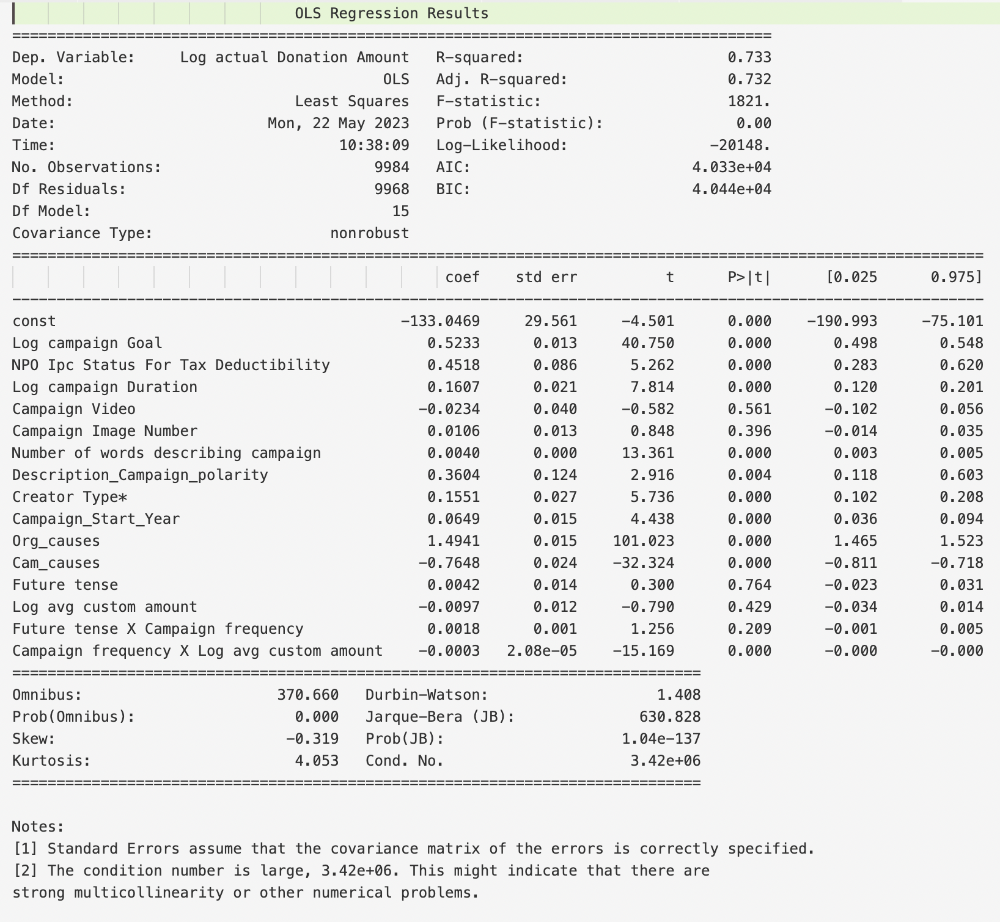 OLS Regression Results
==============================================================================
Dep. Variable: Log actual Donation Amount R-squared: 0.733
Model: OLS Adj. R-squared: 0.732
Method: Least Squares F-statistic: 1821.
Date: Mon, 22 May 2023 Prob (F-statistic): 0.00
Time: 10:38:09 Log-Likelihood: -20148.
No. Observations: 9984 AIC: 4.033e+04
Df Residuals: 9968 BIC: 4.044e+04
Df Model: 15
Covariance Type: nonrobust
==============================================================================
coef std err t P>|t| [0.025 0.975]
------------------------------------------------------------------------------
const -133.0469 29.561 -4.501 0.000 -190.993 -75.101
Log campaign Goal 0.5233 0.013 40.750 0.000 0.498 0.548
NPO Ipc Status For Tax Deductibility 0.4518 0.086 5.262 0.000 0.283 0.620
Log campaign Duration 0.1607 0.021 7.814 0.000 0.120 0.201
Campaign Video -0.0234 0.040 -0.582 0.561 -0.102 0.056
Campaign Image Number 0.0106 0.013 0.848 0.396 -0.014 0.035
Number of words describing campaign 0.0040 0.000 13.361 0.000 0.003 0.005
Description_Campaign_polarity 0.3604 0.124 2.916 0.004 0.118 0.603
Creator Type* 0.1551 0.027 5.736 0.000 0.102 0.208
Campaign_Start_Year 0.0649 0.015 4.438 0.000 0.036 0.094
Org_causes 1.4941 0.015 101.023 0.000 1.465 1.523
Cam_causes -0.7648 0.024 -32.324 0.000 -0.811 -0.718
Future tense 0.0042 0.014 0.300 0.764 -0.023 0.031
Log avg custom amount -0.0097 0.012 -0.790 0.429 -0.034 0.014
Future tense X Campaign frequency 0.0018 0.001 1.256 0.209 -0.001 0.005
Campaign frequency X Log avg custom amount -0.0003 2.08e-05 -15.169 0.000 -0.000 -0.000
==============================================================================
Omnibus: 370.660 Durbin-Watson: 1.408
Prob(Omnibus): 0.000 Jarque-Bera (JB): 630.828
Skew: -0.319 Prob(JB): 1.04e-137
Kurtosis: 4.053 Cond. No. 3.42e+06
==============================================================================
Notes:
[1] Standard Errors assume that the covariance matrix of the errors is correctly specified.
[2] The condition number is large, 3.42e+06. This might indicate that there are
strong multicollinearity or other numerical problems.